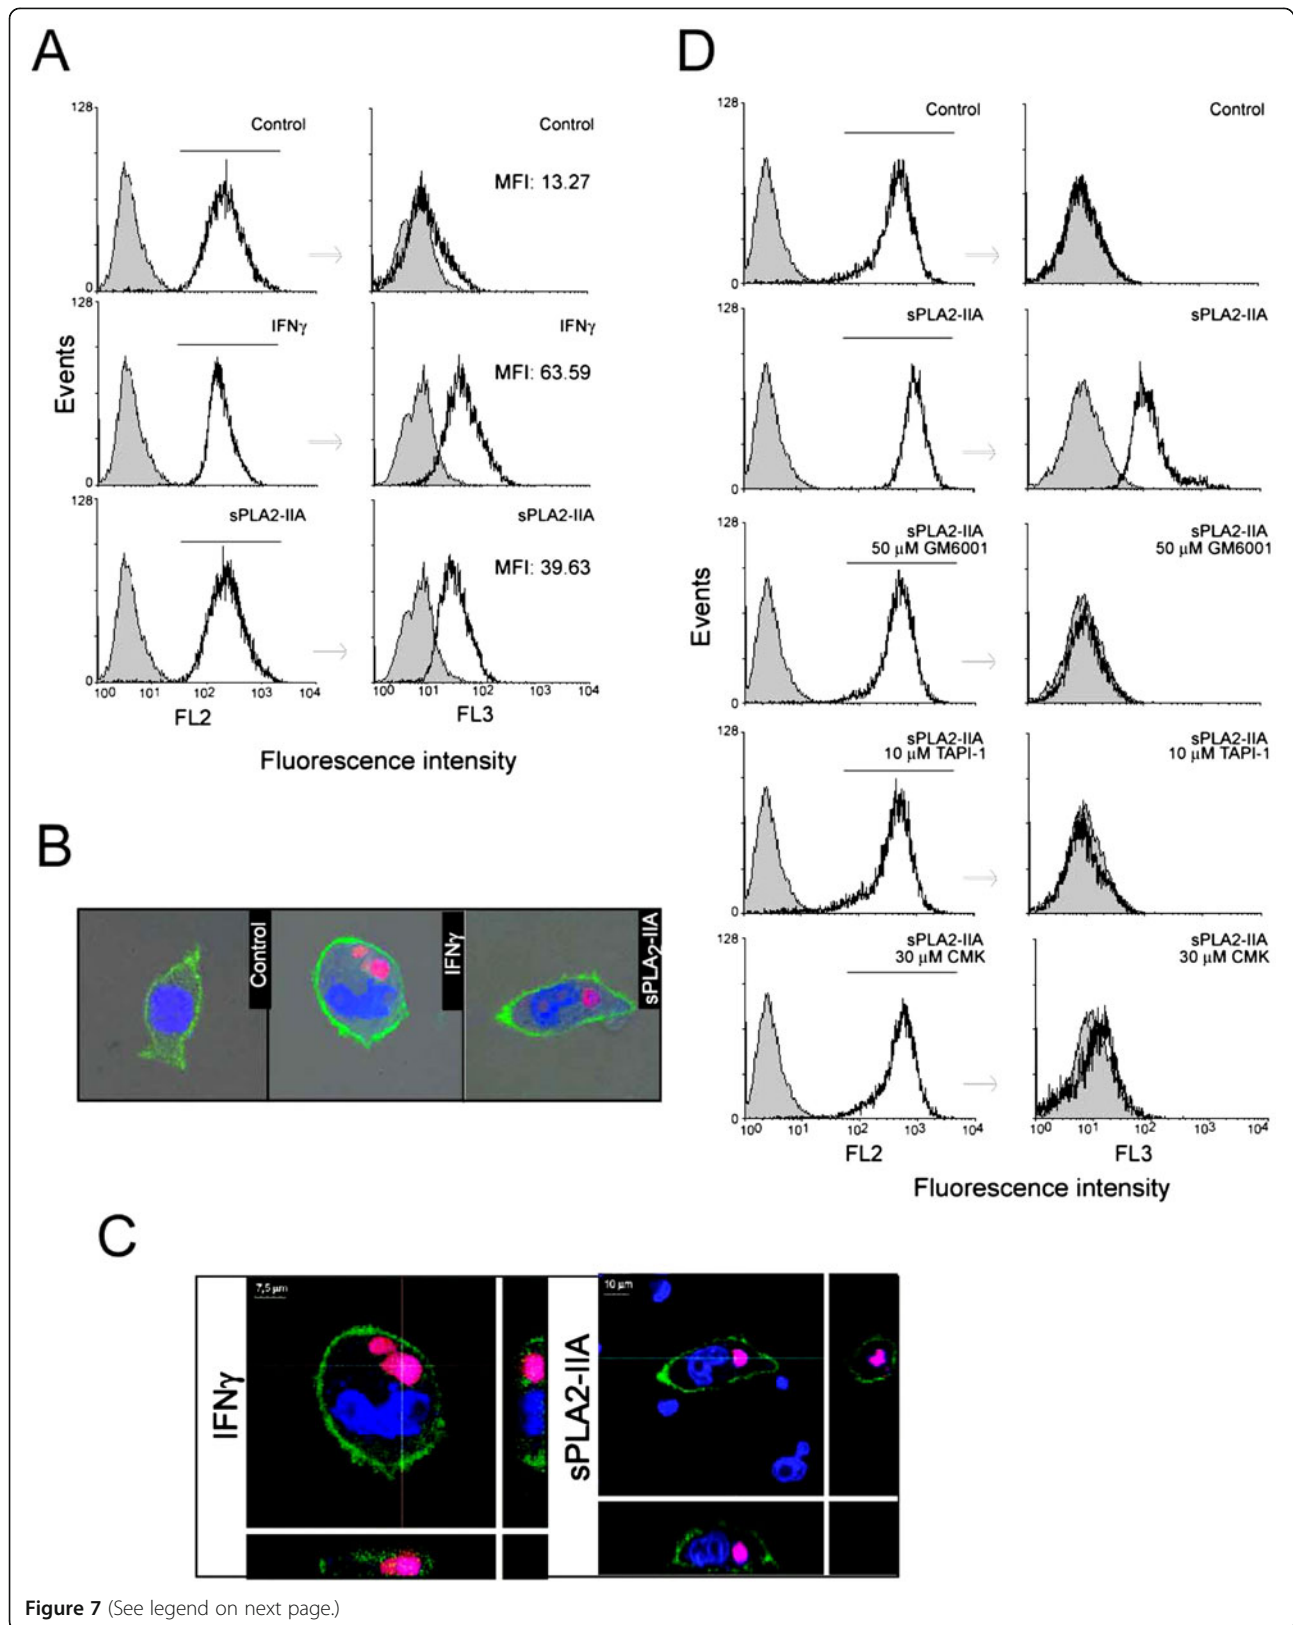 A
128
Control
0
Control
MFI: 13.27
128
IFNγ
0
IFNγ
MFI: 63.59
Events
128
sPLA2-IIA
0
sPLA2-IIA
MFI: 39.63
10⁰ 10¹ 10² 10³ 10⁴
FL2
10⁰ 10¹ 10² 10³ 10⁴
FL3
Fluorescence intensity
B
Control
IFNγ
sPLA₂-IIA
C
IFNγ
7,5 µm
sPLA2-IIA
10 µm
D
128
Control
0
Control
128
sPLA2-IIA
0
sPLA2-IIA
Events
128
sPLA2-IIA
50 µM GM6001
0
sPLA2-IIA
50 µM GM6001
128
sPLA2-IIA
10 µM TAPI-1
0
sPLA2-IIA
10 µM TAPI-1
128
sPLA2-IIA
30 µM CMK
0
sPLA2-IIA
30 µM CMK
10⁰ 10¹ 10² 10³ 10⁴
FL2
10⁰ 10¹ 10² 10³ 10⁴
FL3
Fluorescence intensity
Figure 7 (See legend on next page.)